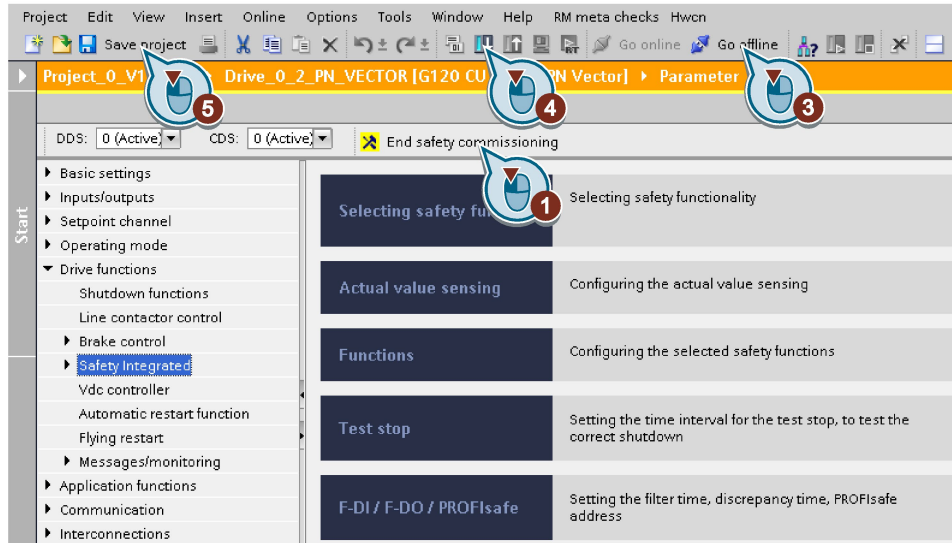 Project Edit View Insert Online Options Tools Window Help RM meta checks Hwcn
Save project Go online Go offline
Project_0_V1 Drive_0_2_PN_VECTOR [G120 CU PN Vector] Parameter
DDS: 0 (Active) CDS: 0 (Active) End safety commissioning
5
4
3
1
Start
Basic settings
Inputs/outputs
Setpoint channel
Operating mode
Drive functions
Shutdown functions
Line contactor control
Brake control
Safety Integrated
Vdc controller
Automatic restart function
Flying restart
Messages/monitoring
Application functions
Communication
Interconnections
Selecting safety Selecting safety functionality
Actual value sensing Configuring the actual value sensing
Functions Configuring the selected safety functions
Test stop Setting the time interval for the test stop, to test the
correct shutdown
F-DI / F-DO / PROFIsafe Setting the filter time, discrepancy time, PROFIsafe
address